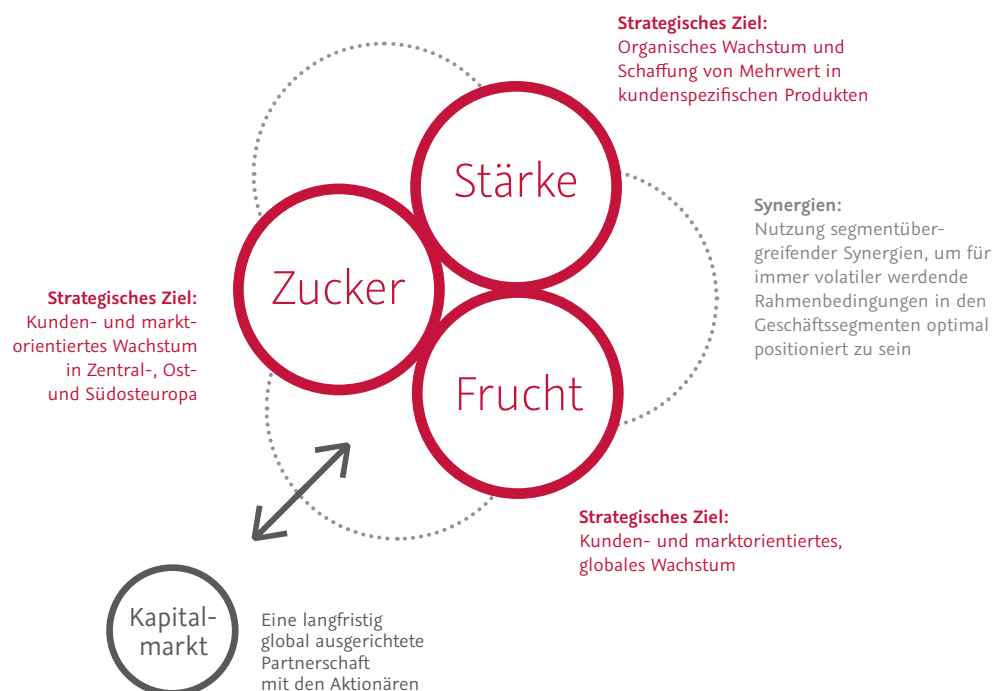 Strategisches Ziel:
Organisches Wachstum und
Schaffung von Mehrwert in
kundenspezifischen Produkten
Stärke
Synergien:
Nutzung segmentüber-
greifender Synergien, um für
immer volatiler werdende
Rahmenbedingungen in den
Geschäftssegmenten optimal
positioniert zu sein
Zucker
Strategisches Ziel:
Kunden- und markt-
orientiertes Wachstum
in Zentral-, Ost-
und Südosteuropa
Frucht
Strategisches Ziel:
Kunden- und marktorientiertes,
globales Wachstum
Kapital-
markt
Eine langfristig
global ausgerichtete
Partnerschaft
mit den Aktionären